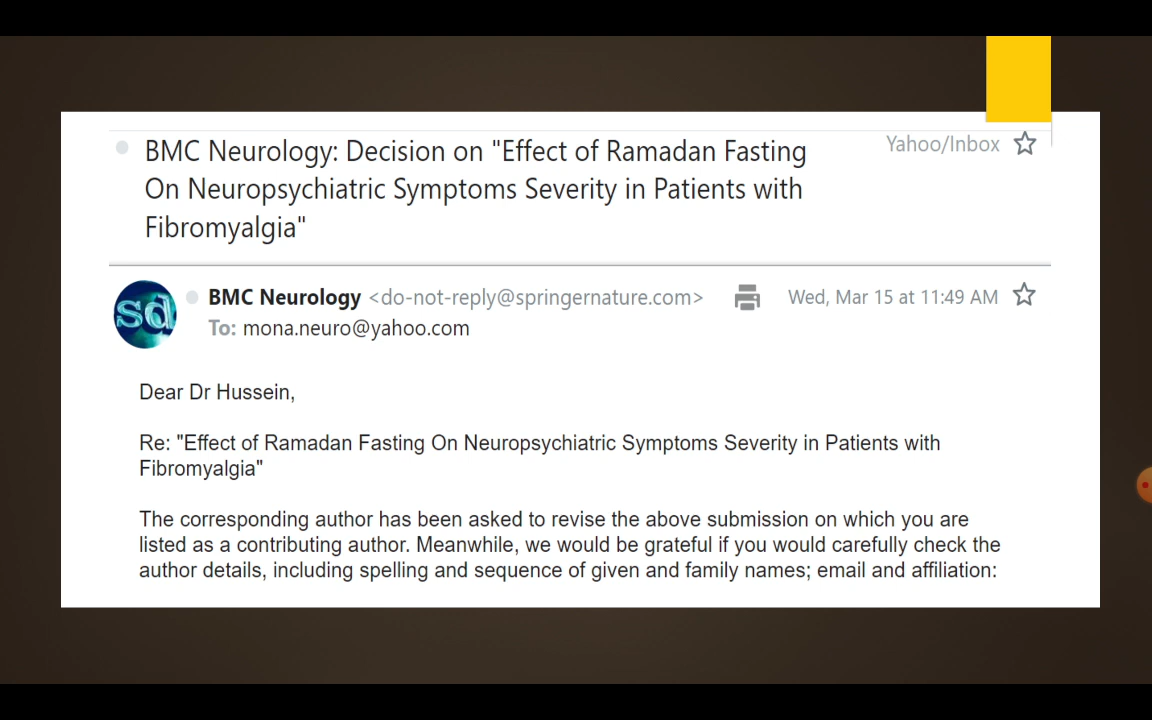 BMC Neurology: Decision on "Effect of Ramadan Fasting
On Neuropsychiatric Symptoms Severity in Patients with
Fibromyalgia"
Yahoo/Inbox
sd
BMC Neurology <do-not-reply@springernature.com>
Wed, Mar 15 at 11:49 AM
To: mona.neuro@yahoo.com
Dear Dr Hussein,
Re: "Effect of Ramadan Fasting On Neuropsychiatric Symptoms Severity in Patients with
Fibromyalgia"
The corresponding author has been asked to revise the above submission on which you are
listed as a contributing author. Meanwhile, we would be grateful if you would carefully check the
author details, including spelling and sequence of given and family names; email and affiliation: